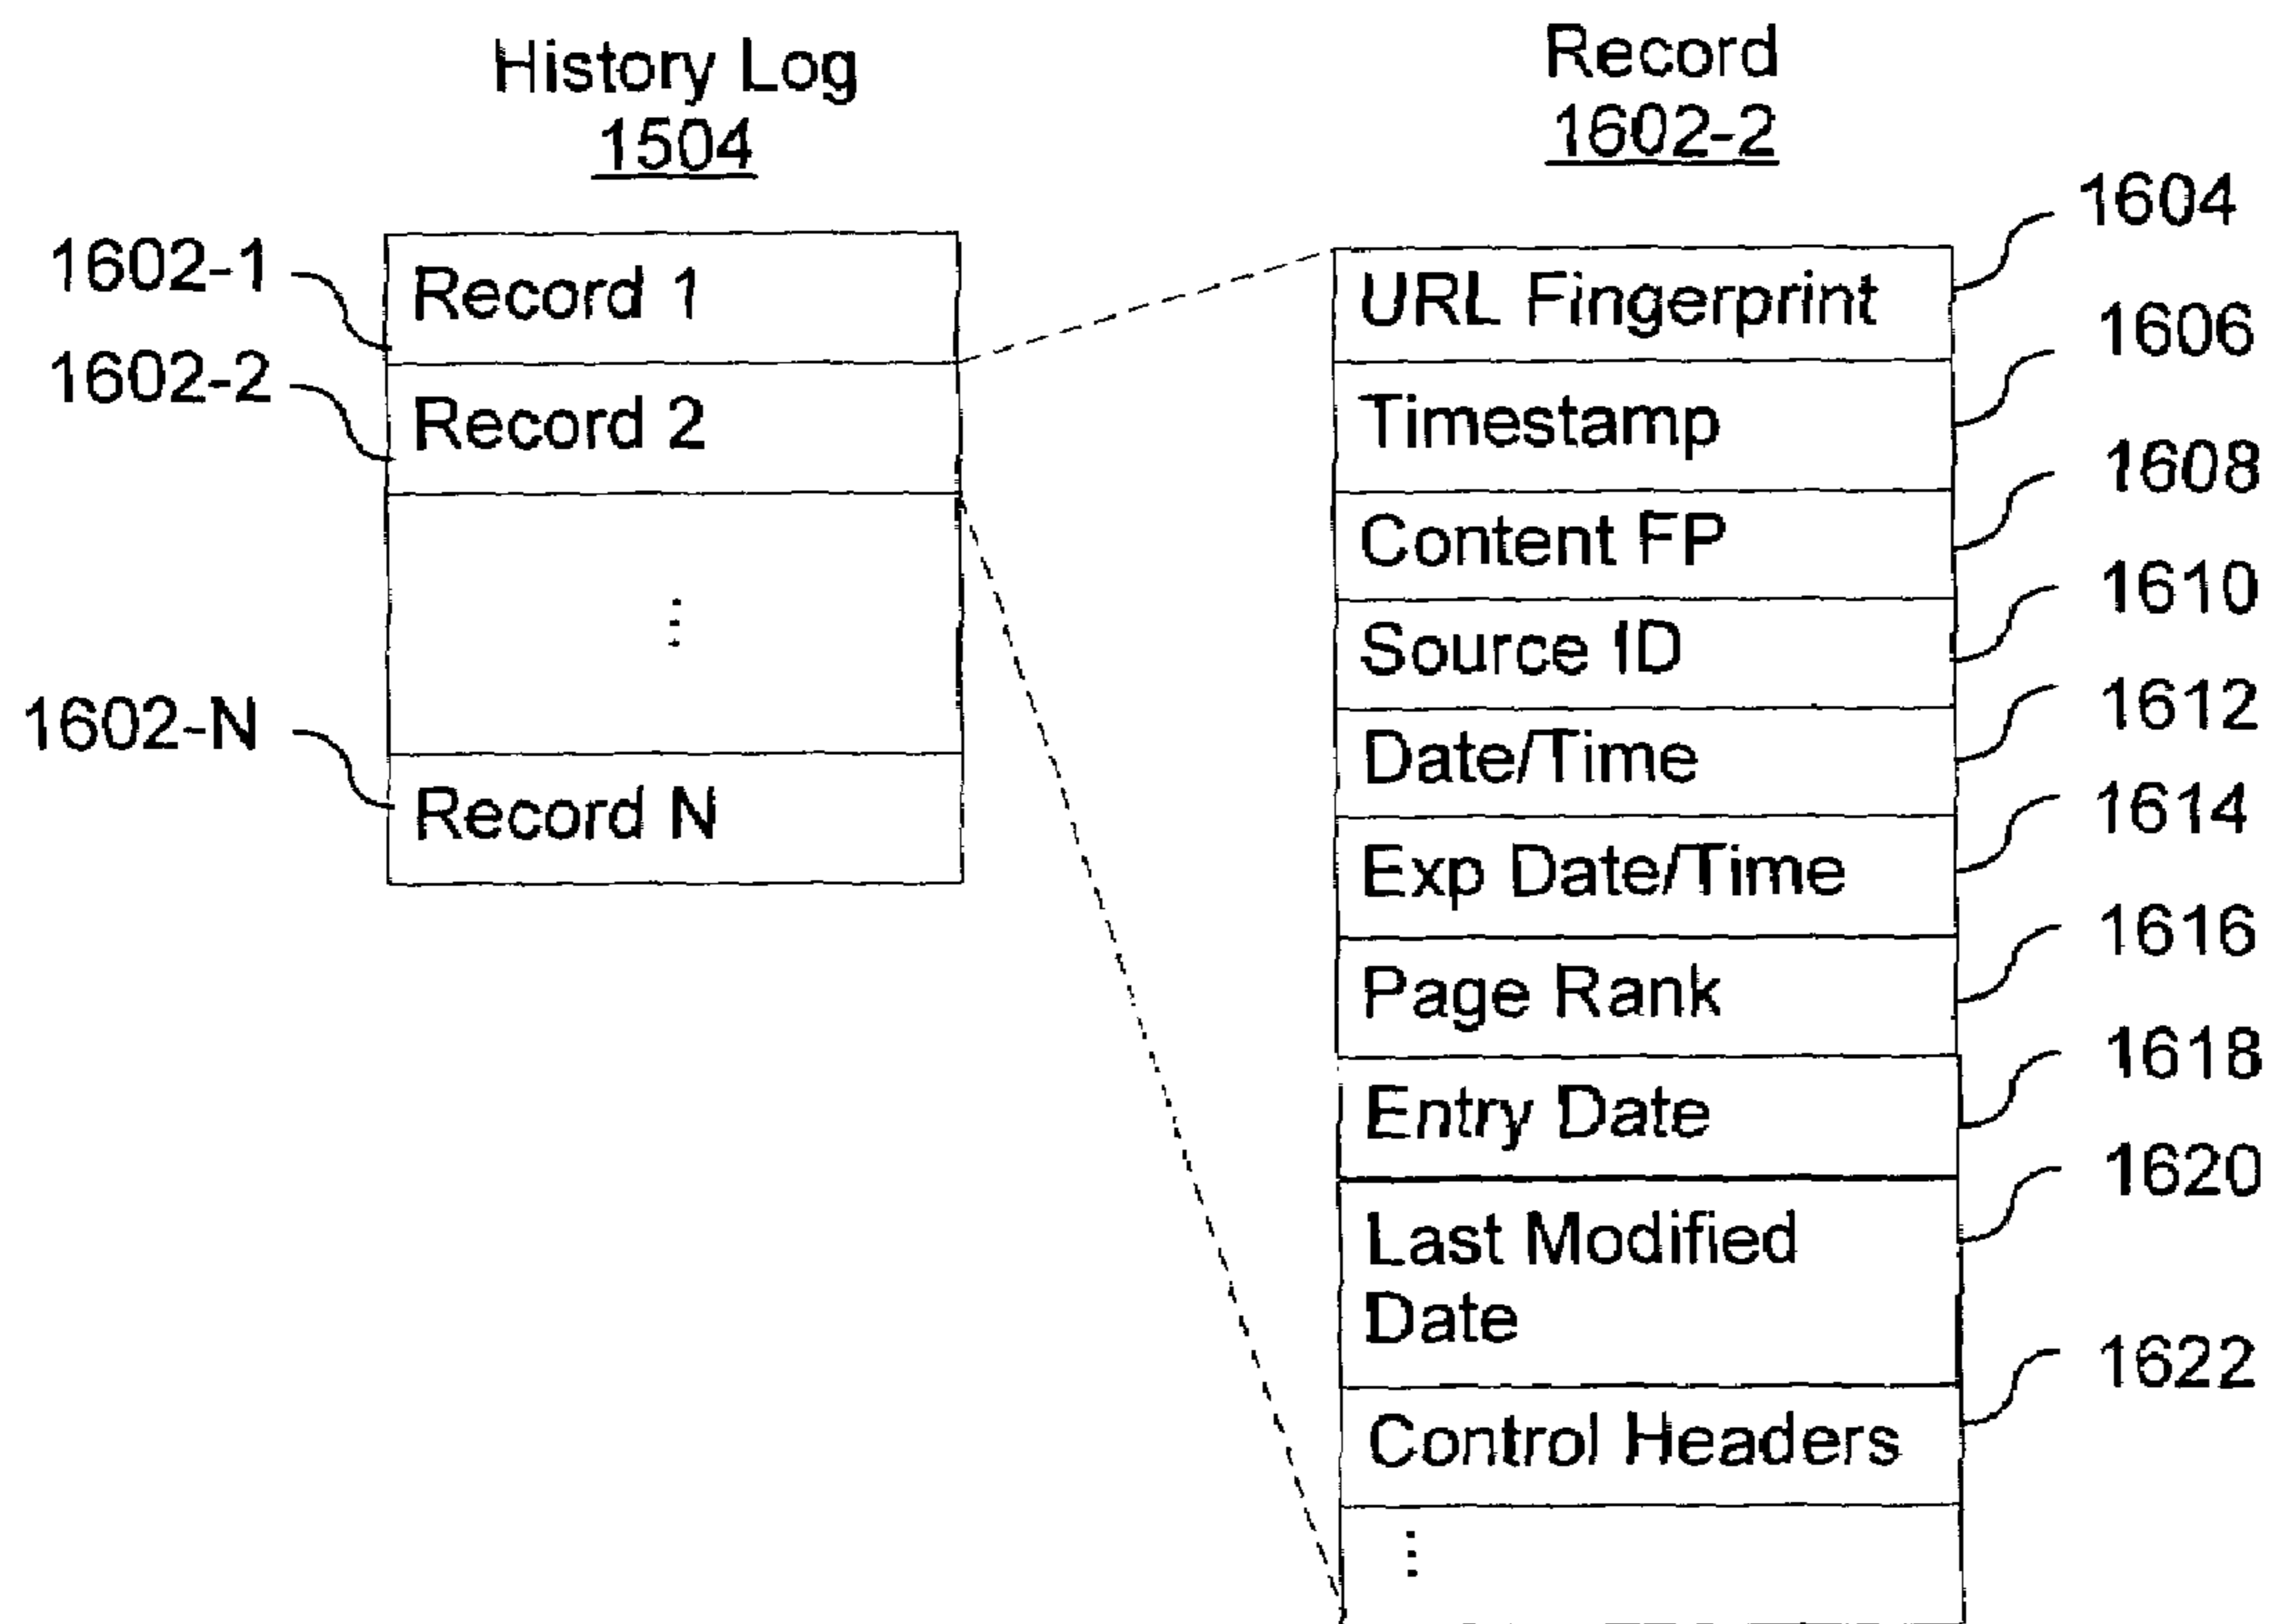 History Log
1504
1602-1
Record 1
1602-2
Record 2
⋮
1602-N
Record N
Record
1602-2
URL Fingerprint
1604
Timestamp
1606
Content FP
1608
Source ID
1610
Date/Time
1612
Exp Date/Time
1614
Page Rank
1616
Entry Date
1618
Last Modified
Date
1620
Control Headers
1622
⋮